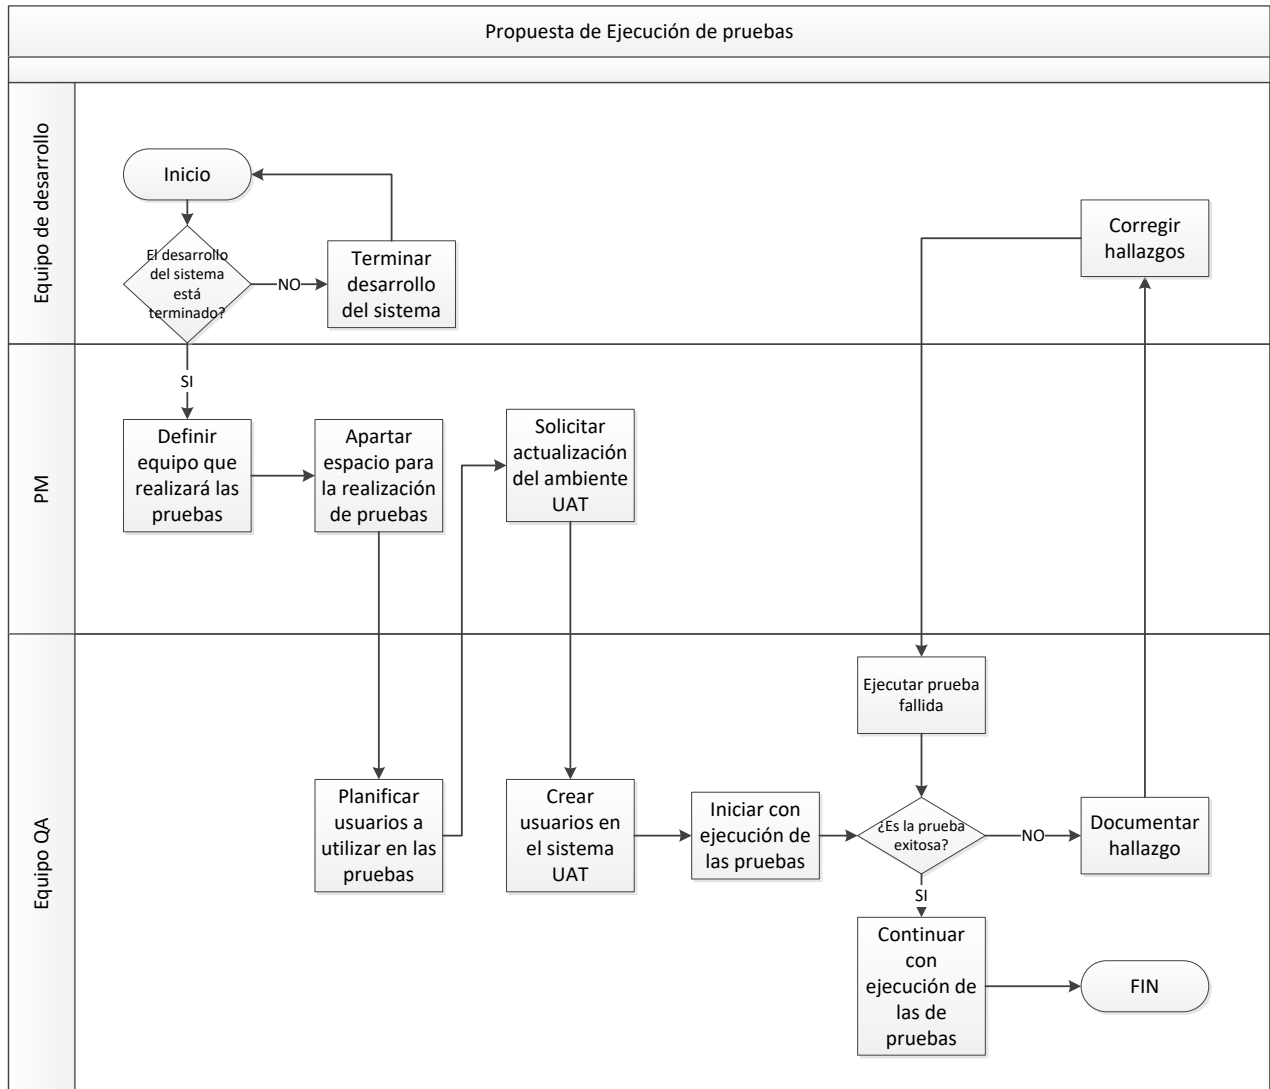 Propuesta de Ejecución de pruebas
Equipo de desarrollo
Inicio
El desarrollo
del sistema
está
terminado?
NO
Terminar
desarrollo
del sistema
Corregir
hallazgos
PM
SI
Definir
equipo que
realizará las
pruebas
Apartar
espacio para
la realización
de pruebas
Solicitar
actualización
del ambiente
UAT
Equipo QA
Ejecutar prueba
fallida
Planificar
usuarios a
utilizar en las
pruebas
Crear
usuarios en
el sistema
UAT
Iniciar con
ejecución de
las pruebas
¿Es la prueba
exitosa?
NO
Documentar
hallazgo
SI
Continuar
con
ejecución de
las de
pruebas
FIN